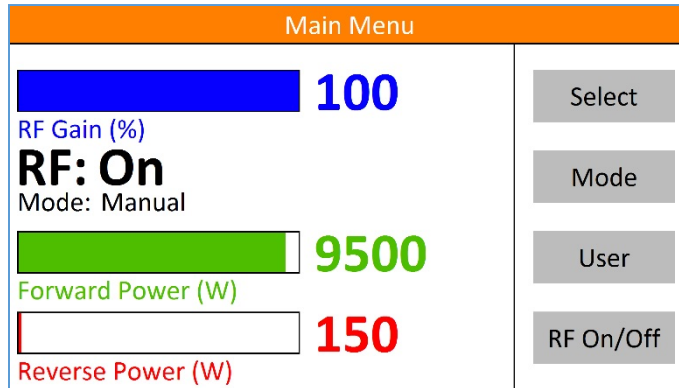 Main Menu
100
RF Gain (%)
RF: On
Mode: Manual
9500
Forward Power (W)
150
Reverse Power (W)
Select
Mode
User
RF On/Off